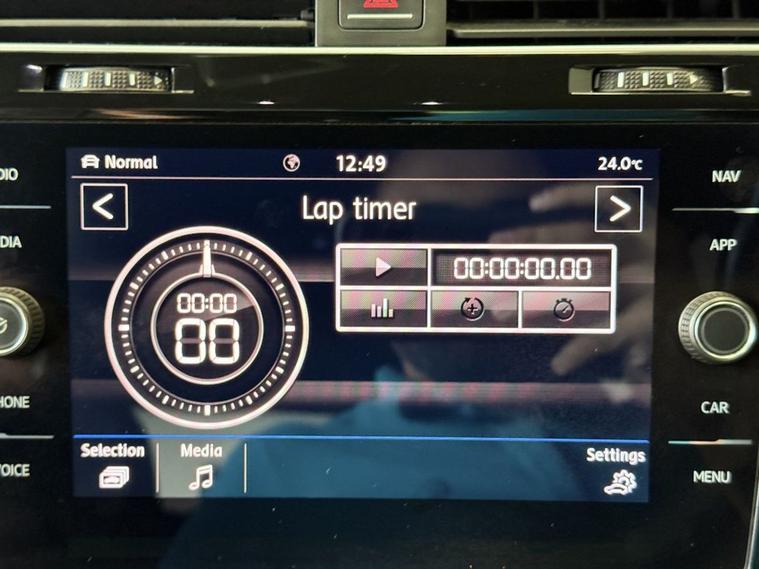 Normal 12:49 24.0°C
NAV
Lap timer
APP
00:00:00.00
00:00
00
CAR
Selection Media Settings
VOICE MENU